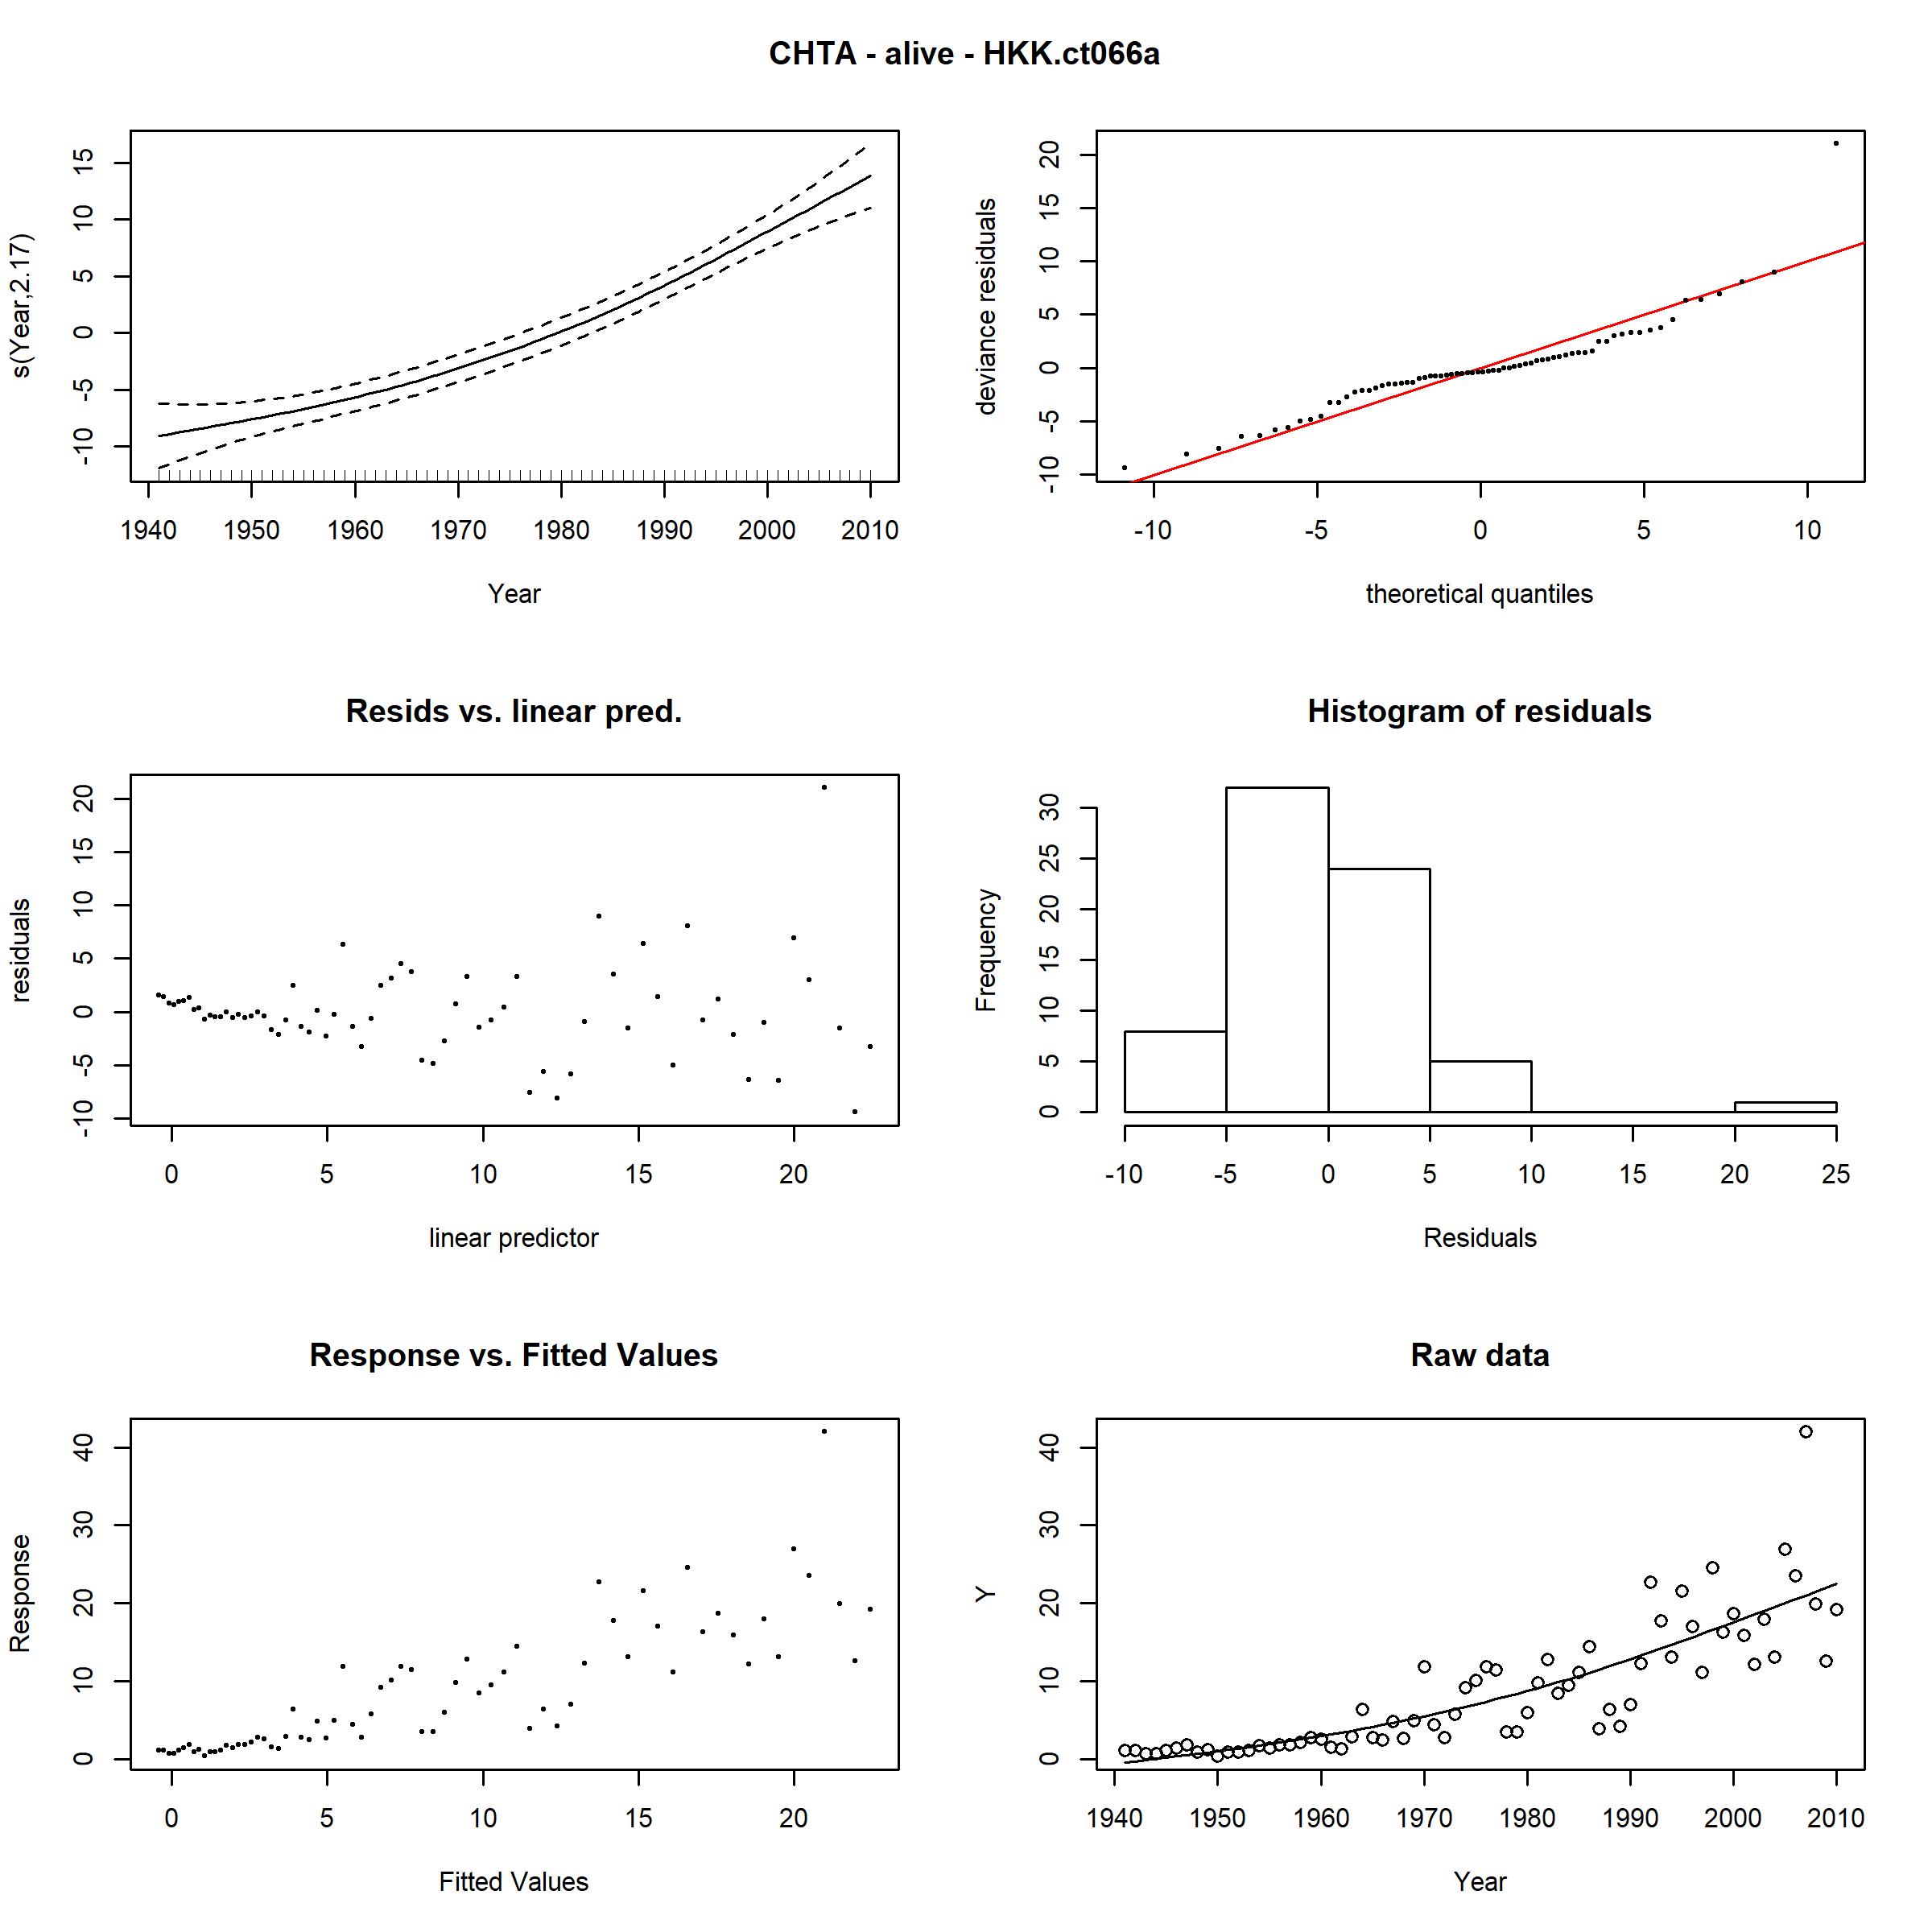 CHTA - alive - HKK.ct066a
s(Year,2.17)
15
10
5
0
-5
-10
1940 1950 1960 1970 1980 1990 2000 2010
Year
deviance residuals
20
15
10
5
0
-5
-10
-10 -5 0 5 10
theoretical quantiles
Resids vs. linear pred.
residuals
20
15
10
5
0
-5
-10
0 5 10 15 20
linear predictor
Histogram of residuals
Frequency
30
25
20
15
10
5
0
-10 -5 0 5 10 15 20 25
Residuals
Response vs. Fitted Values
Response
40
30
20
10
0
0 5 10 15 20
Fitted Values
Raw data
Y
40
30
20
10
0
1940 1950 1960 1970 1980 1990 2000 2010
Year